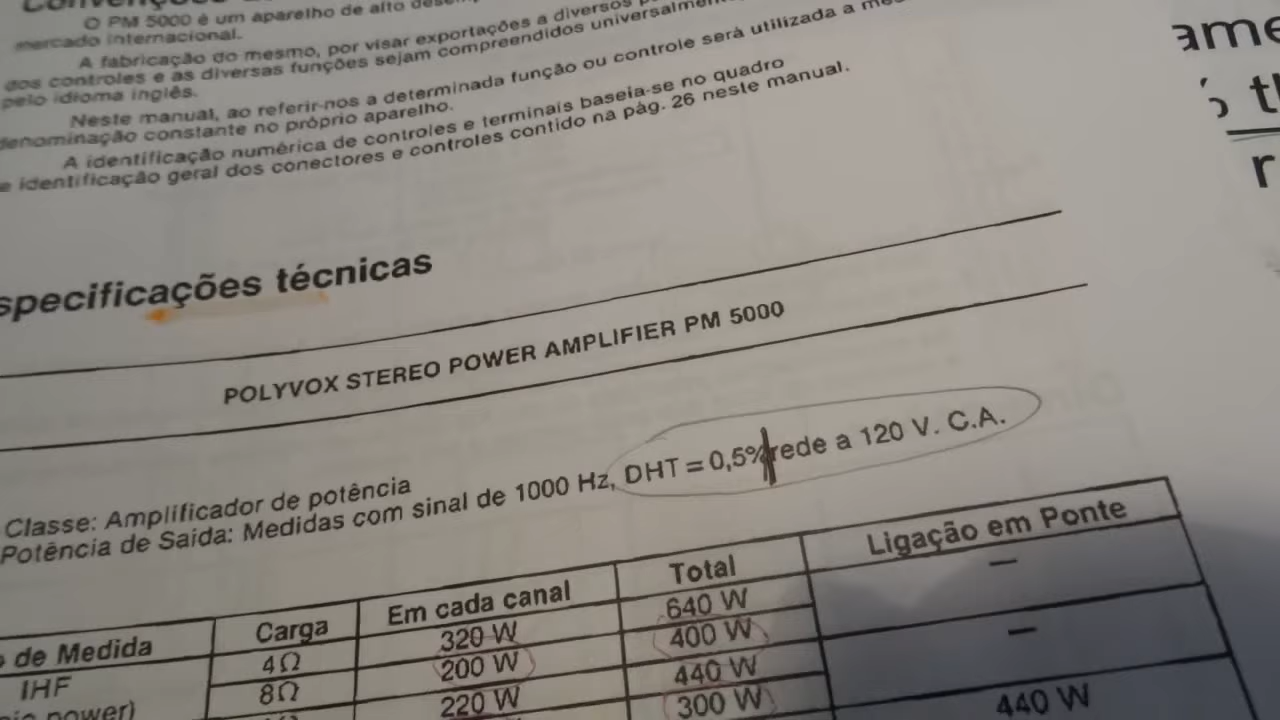 Convenções
O PM 5000 é um aparelho de alto
mercado internacional.
A fabricação do mesmo, por visar exportações a diversos
dos controles e as diversas funções sejam compreendidos
pelo idioma inglês.
Neste manual, ao referir-nos a determinada função ou controle será utilizada a
denominação constante no próprio aparelho.
A identificação numérica de controles e terminais baseia-se no quadro
e identificação geral dos conectores e controles contido na pág. 26 neste manual.
ame
th
r
specificações técnicas
POLYVOX STEREO POWER AMPLIFIER PM 5000
Classe: Amplificador de potência
Potência de Saída: Medidas com sinal de 1000 Hz, DHT = 0,5% rede a 120 V. C.A.
de Medida Carga Em cada canal Total Ligação em Ponte
IHF 4Ω 320 W 640 W —
8Ω 200 W 400 W —
power) 220 W 440 W 440 W
300 W